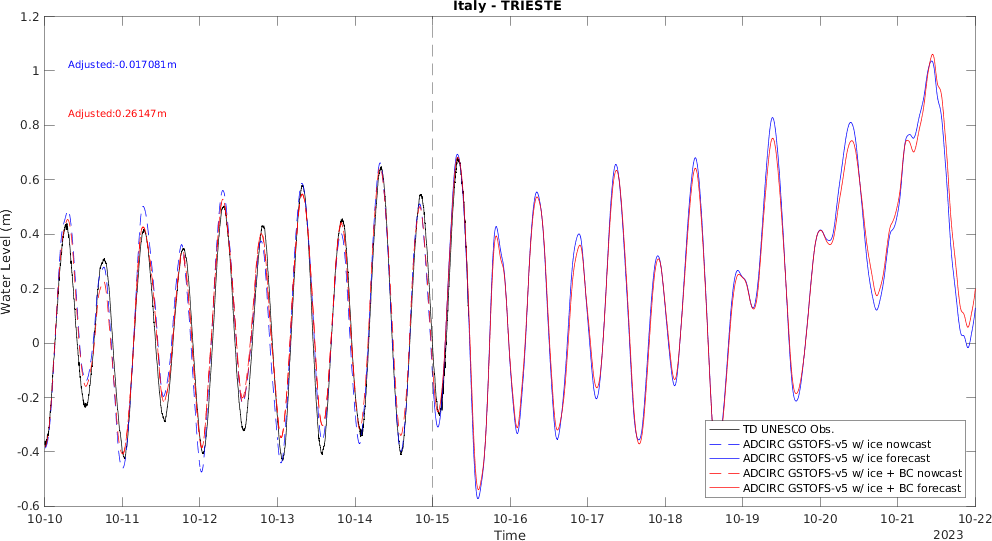 Italy - TRIESTE
Adjusted:-0.017081m
Adjusted:0.26147m
Water Level (m)
1.2
1
0.8
0.6
0.4
0.2
0
-0.2
-0.4
-0.6
10-10
10-11
10-12
10-13
10-14
10-15
10-16
10-17
10-18
10-19
10-20
10-21
10-22
Time
2023
TD UNESCO Obs.
ADCIRC GSTOFS-v5 w/ ice nowcast
ADCIRC GSTOFS-v5 w/ ice forecast
ADCIRC GSTOFS-v5 w/ ice + BC nowcast
ADCIRC GSTOFS-v5 w/ ice + BC forecast